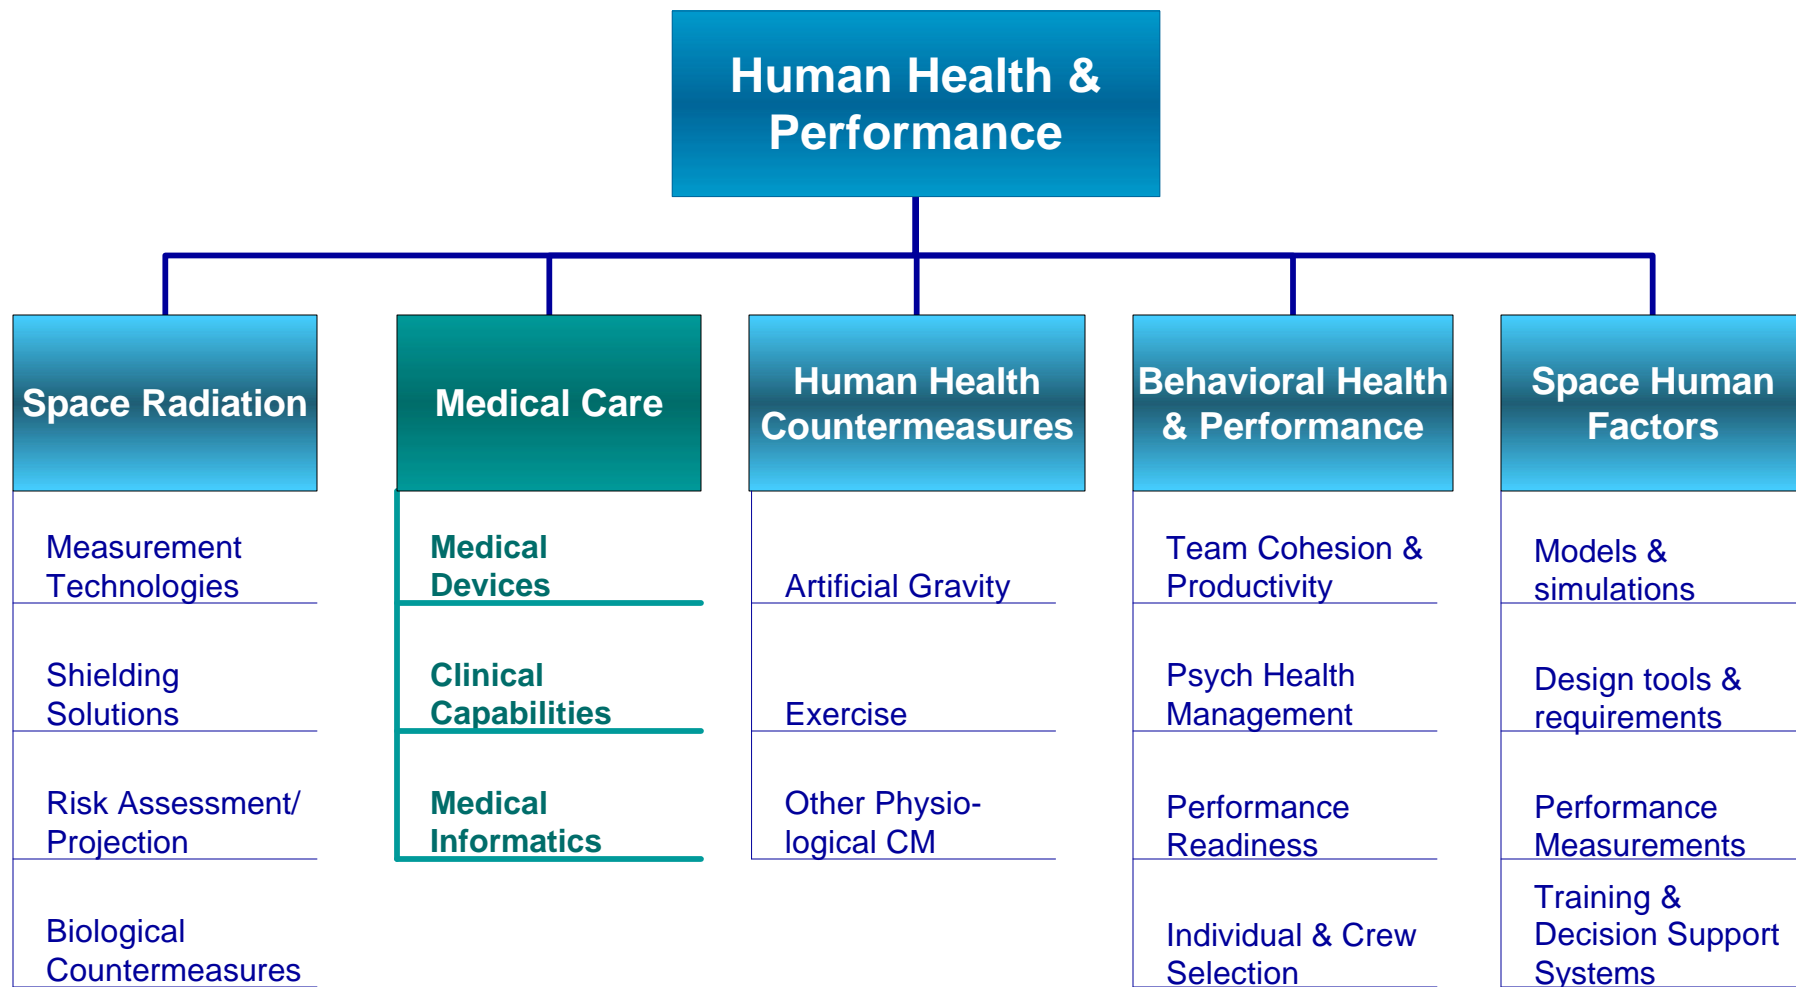 Human Health &
Performance
Space Radiation
Medical Care
Human Health
Countermeasures
Behavioral Health
& Performance
Space Human
Factors
Measurement
Technologies
Shielding
Solutions
Risk Assessment/
Projection
Biological
Countermeasures
Medical
Devices
Clinical
Capabilities
Medical
Informatics
Artificial Gravity
Exercise
Other Physio-
logical CM
Team Cohesion &
Productivity
Psych Health
Management
Performance
Readiness
Individual & Crew
Selection
Models &
simulations
Design tools &
requirements
Performance
Measurements
Training &
Decision Support
Systems